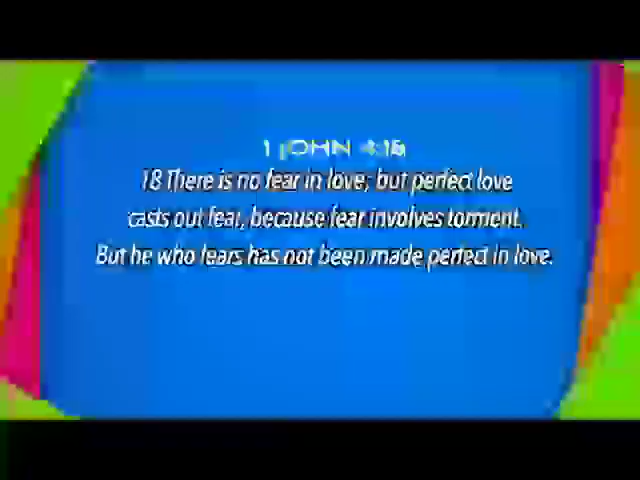 1 JOHN 4:18
18 There is no fear in love; but perfect love
casts out fear, because fear involves torment.
But he who fears has not been made perfect in love.